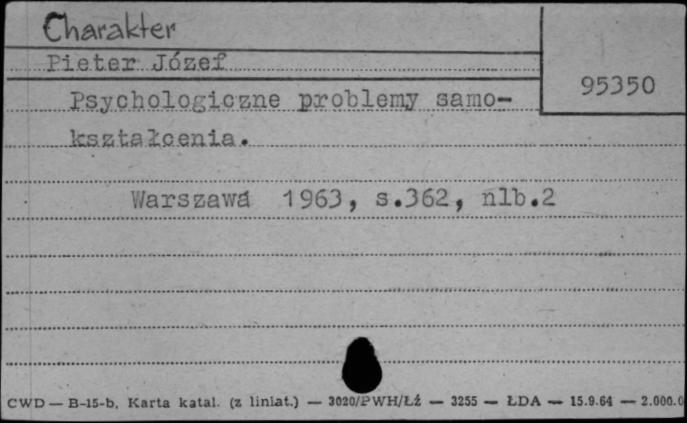 Charakter
Pieter Józef
95350
Psychologiczne problemy samo-
kształcenia.
Warszawa 1963, s.362, nlb.2
CWD — B-15-b, Karta katal. (z liniat.) — 3020/PWH/Łź — 3255 — ŁDA — 15.9.64 — 2.000.0